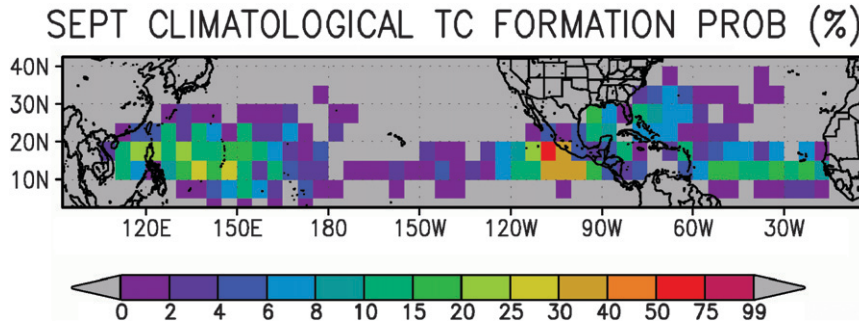 SEPT CLIMATOLOGICAL TC FORMATION PROB (%)
40N
30N
20N
10N
120E 150E 180 150W 120W 90W 60W 30W
0 2 4 6 8 10 15 20 25 30 40 50 75 99